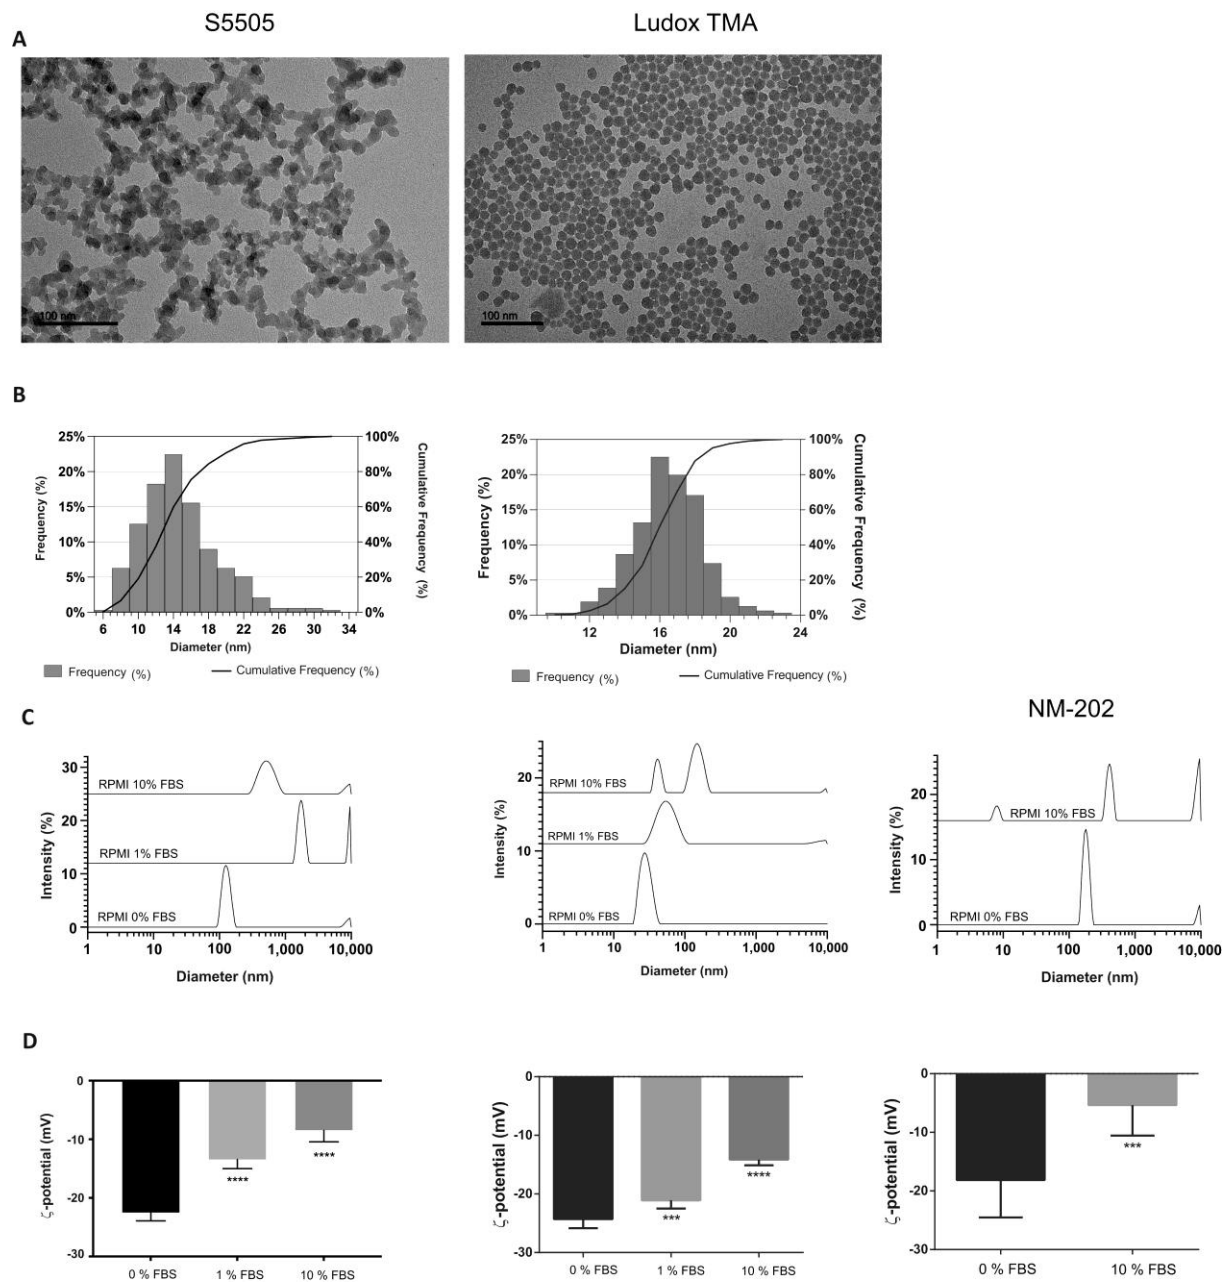 S5505
Ludox TMA
A
100 nm
100 nm
B
25%
20%
15%
10%
5%
0%
Frequency (%)
100%
80%
60%
40%
20%
0%
Cumulative Frequency (%)
6 10 14 18 22 26 30 34
Diameter (nm)
Frequency (%)
Cumulative Frequency (%)
25%
20%
15%
10%
5%
0%
Frequency (%)
100%
80%
60%
40%
20%
0%
Cumulative Frequency (%)
12 16 20 24
Diameter (nm)
Frequency (%)
Cumulative Frequency (%)
C
NM-202
30
20
10
0
Intensity (%)
RPMI 10% FBS
RPMI 1% FBS
RPMI 0% FBS
1 10 100 1,000 10,000
Diameter (nm)
20
10
0
Intensity (%)
RPMI 10% FBS
RPMI 1% FBS
RPMI 0% FBS
1 10 100 1,000 10,000
Diameter (nm)
20
10
0
Intensity (%)
RPMI 10% FBS
RPMI 0% FBS
1 10 100 1,000 10,000
Diameter (nm)
D
0
-10
-20
-30
ζ-potential (mV)
****
****
0 % FBS 1 % FBS 10 % FBS
0
-10
-20
-30
ζ-potential (mV)
***
****
0 % FBS 1 % FBS 10 % FBS
0
-10
-20
-30
ζ-potential (mV)
***
0 % FBS 10 % FBS